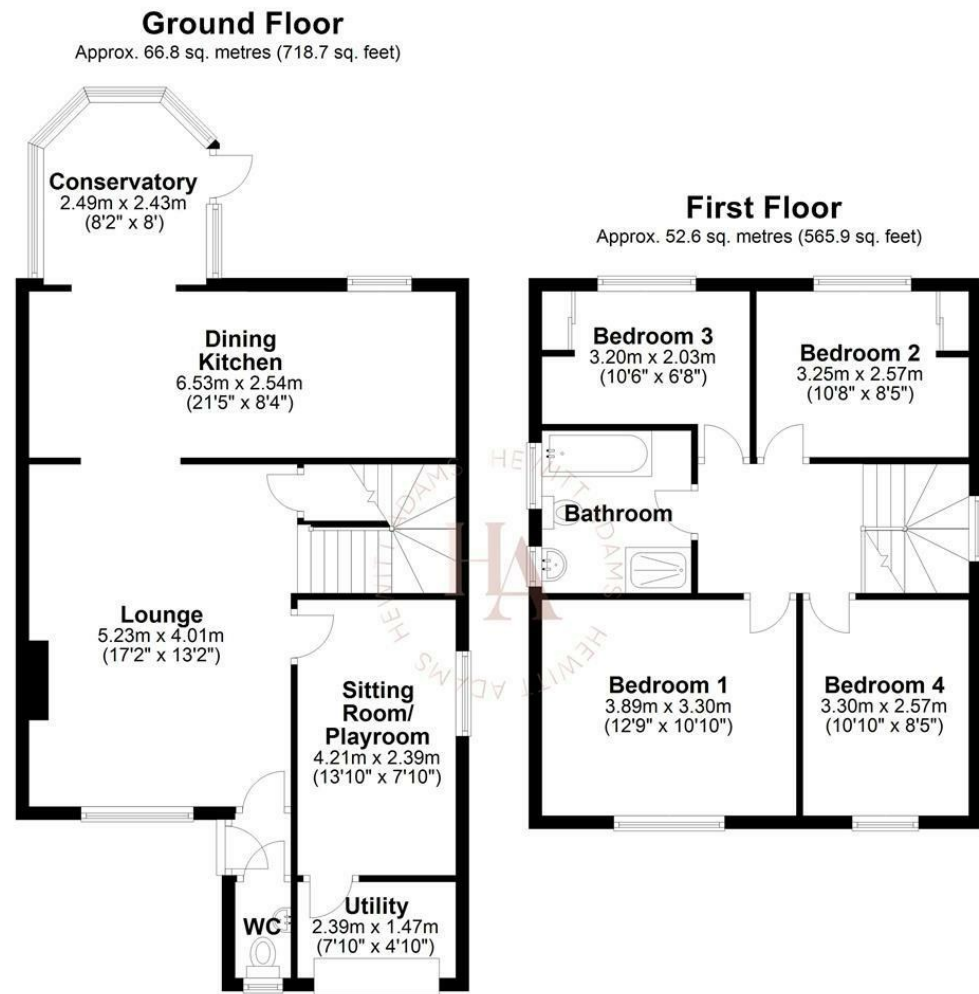 Ground Floor
Approx. 66.8 sq. metres (718.7 sq. feet)
Conservatory
2.49m x 2.43m
(8'2" x 8')
Dining
Kitchen
6.53m x 2.54m
(21'5" x 8'4")
Lounge
5.23m x 4.01m
(17'2" x 13'2")
Sitting
Room/
Playroom
4.21m x 2.39m
(13'10" x 7'10")
WC
Utility
2.39m x 1.47m
(7'10" x 4'10")
First Floor
Approx. 52.6 sq. metres (565.9 sq. feet)
Bedroom 3
3.20m x 2.03m
(10'6" x 6'8")
Bedroom 2
3.25m x 2.57m
(10'8" x 8'5")
Bathroom
Bedroom 1
3.89m x 3.30m
(12'9" x 10'10")
Bedroom 4
3.30m x 2.57m
(10'10" x 8'5")
HEWITT ADAMS HEWITT ADAMS HEWITT ADAMS
HA